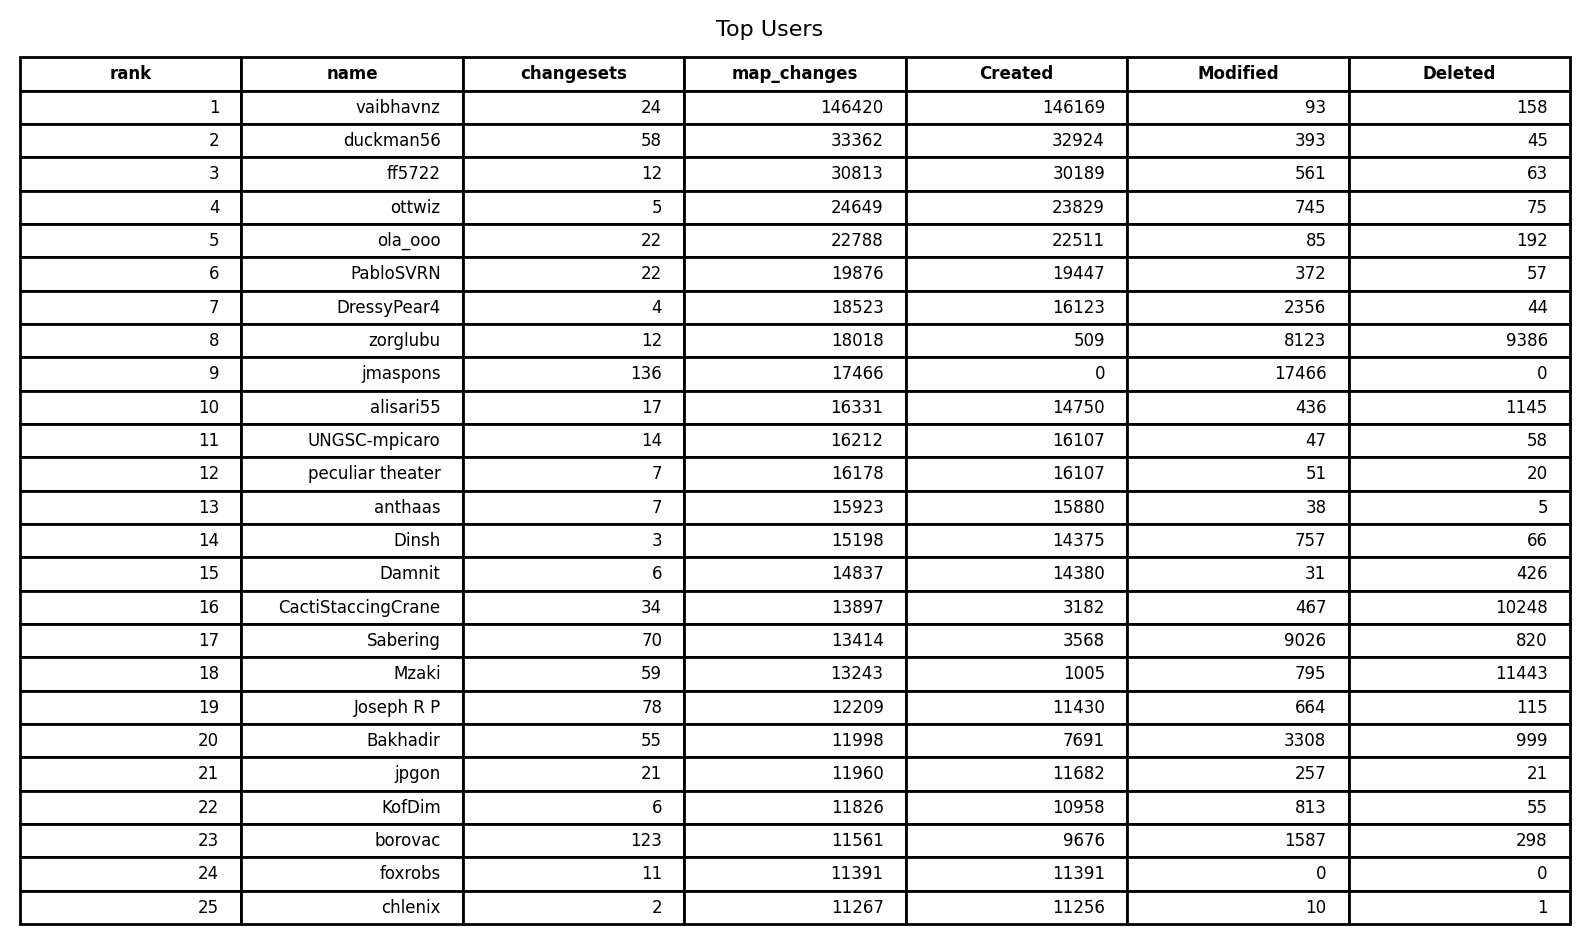 Top Users
rank name changesets map_changes Created Modified Deleted
1 vaibhavnz 24 146420 146169 93 158
2 duckman56 58 33362 32924 393 45
3 ff5722 12 30813 30189 561 63
4 ottwiz 5 24649 23829 745 75
5 ola_ooo 22 22788 22511 85 192
6 PabloSVRN 22 19876 19447 372 57
7 DressyPear4 4 18523 16123 2356 44
8 zorglubu 12 18018 509 8123 9386
9 jmaspons 136 17466 0 17466 0
10 alisari55 17 16331 14750 436 1145
11 UNGSC-mpicaro 14 16212 16107 47 58
12 peculiar theater 7 16178 16107 51 20
13 anthaas 7 15923 15880 38 5
14 Dinsh 3 15198 14375 757 66
15 Damnit 6 14837 14380 31 426
16 CactiStaccingCrane 34 13897 3182 467 10248
17 Sabering 70 13414 3568 9026 820
18 Mzaki 59 13243 1005 795 11443
19 Joseph R P 78 12209 11430 664 115
20 Bakhadir 55 11998 7691 3308 999
21 jpgon 21 11960 11682 257 21
22 KofDim 6 11826 10958 813 55
23 borovac 123 11561 9676 1587 298
24 foxrobs 11 11391 11391 0 0
25 chlenix 2 11267 11256 10 1